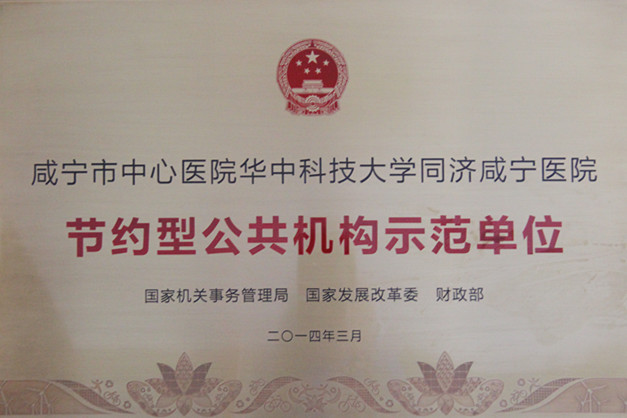 咸宁市中心医院华中科技大学同济咸宁医院
节约型公共机构示范单位
国家机关事务管理局 国家发展改革委 财政部
二〇一四年三月